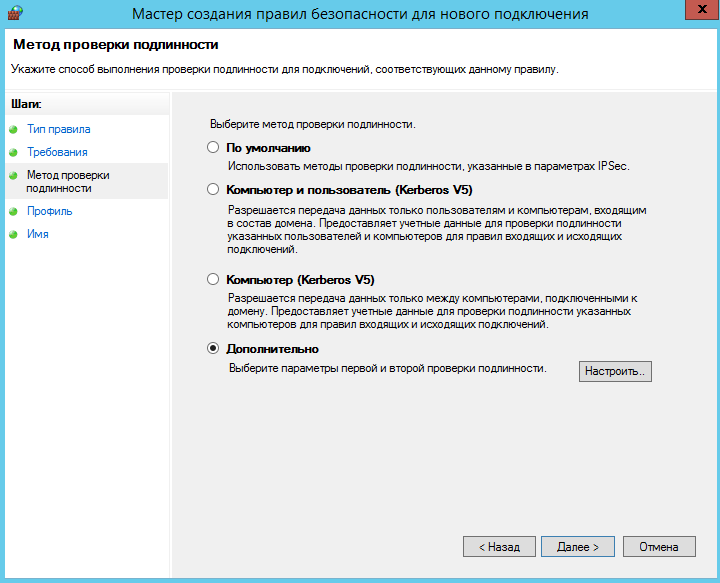 Мастер создания правил безопасности для нового подключения
x
Метод проверки подлинности
Укажите способ выполнения проверки подлинности для подключений, соответствующих данному правилу.
Шаги:
Тип правила
Требования
Метод проверки
подлинности
Профиль
Имя
Выберите метод проверки подлинности.
По умолчанию
Использовать методы проверки подлинности, указанные в параметрах IPSec.
Компьютер и пользователь (Kerberos V5)
Разрешается передача данных только пользователям и компьютерам, входящим
в состав домена. Предоставляет учетные данные для проверки подлинности
указанных пользователей и компьютеров для правил входящих и исходящих
подключений.
Компьютер (Kerberos V5)
Разрешается передача данных только между компьютерами, подключенными к
домену. Предоставляет учетные данные для проверки подлинности указанных
компьютеров для правил входящих и исходящих подключений.
Дополнительно
Выберите параметры первой и второй проверки подлинности.
Настроить..
< Назад
Далее >
Отмена